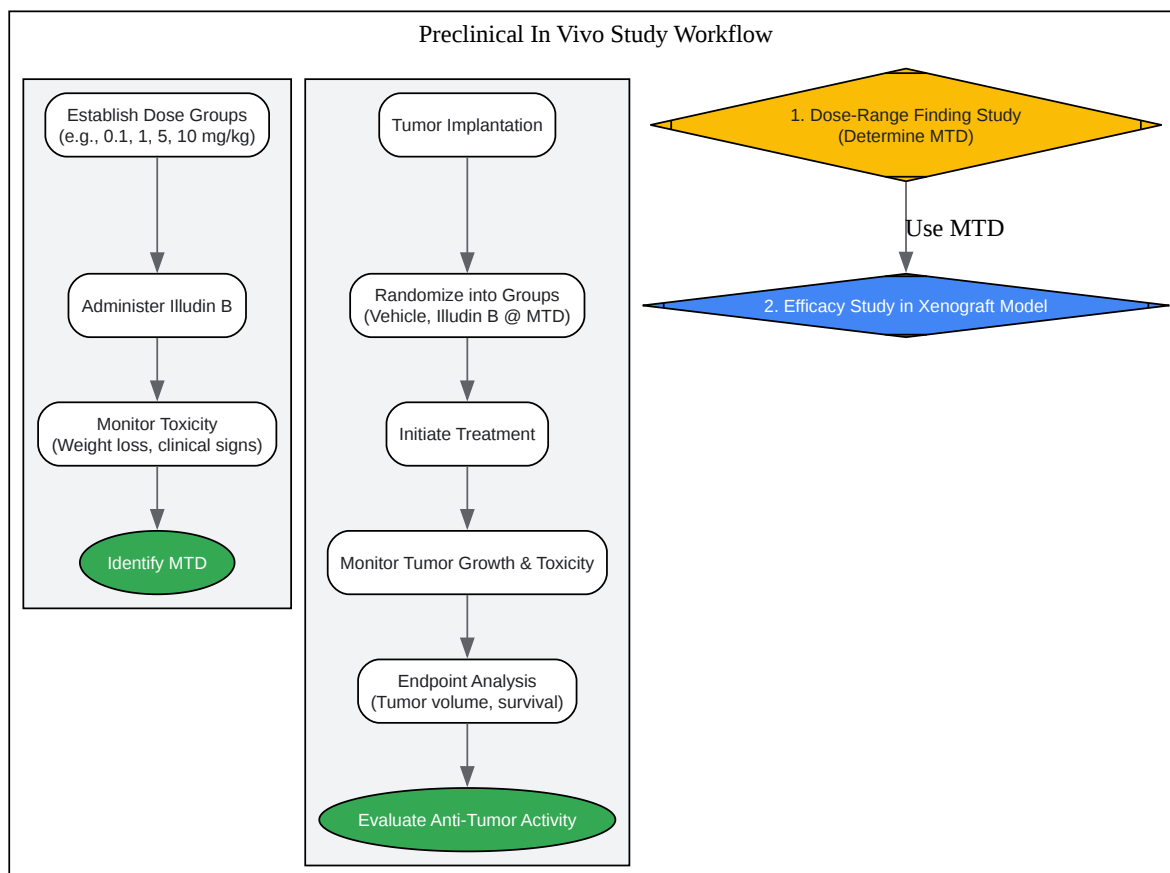 Preclinical In Vivo Study Workflow
Establish Dose Groups
(e.g., 0.1, 1, 5, 10 mg/kg)
Administer Illudin B
Monitor Toxicity
(Weight loss, clinical signs)
Identify MTD
Tumor Implantation
Randomize into Groups
(Vehicle, Illudin B @ MTD)
Initiate Treatment
Monitor Tumor Growth & Toxicity
Endpoint Analysis
(Tumor volume, survival)
Evaluate Anti-Tumor Activity
1. Dose-Range Finding Study
(Determine MTD)
Use MTD
2. Efficacy Study in Xenograft Model